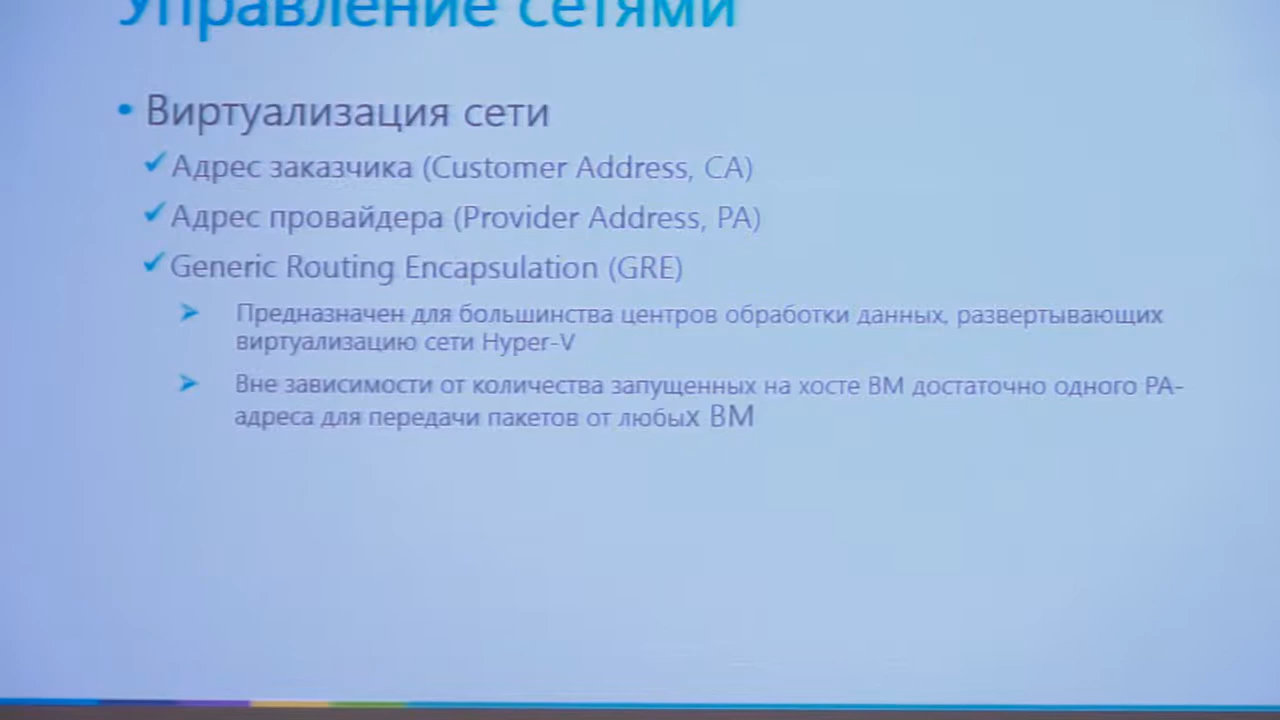 Управление сетями
• Виртуализация сети
✓ Адрес заказчика (Customer Address, CA)
✓ Адрес провайдера (Provider Address, PA)
✓ Generic Routing Encapsulation (GRE)
➤ Предназначен для большинства центров обработки данных, развертывающих
виртуализацию сети Hyper-V
➤ Вне зависимости от количества запущенных на хосте ВМ достаточно одного PA-
адреса для передачи пакетов от любых ВМ